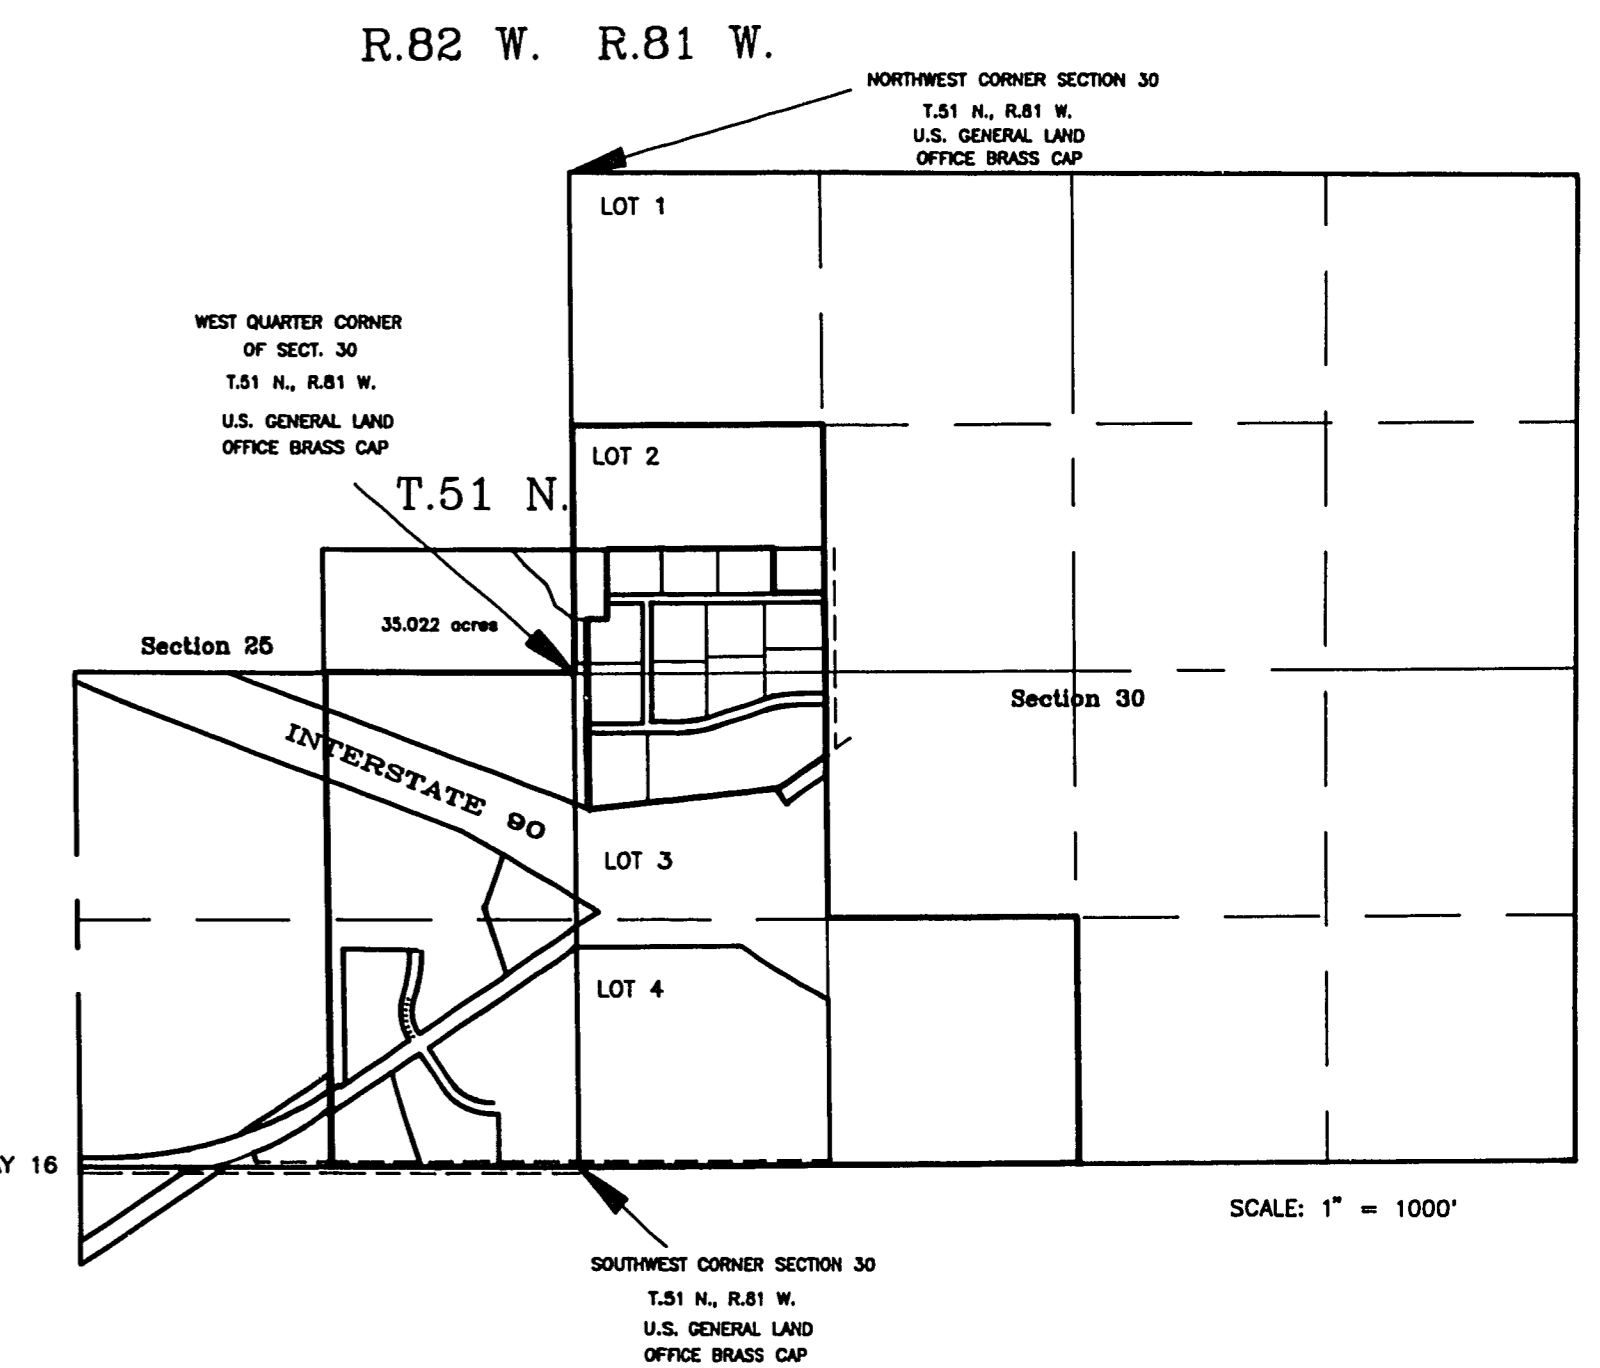 R.82 W. R.81 W.
NORTHWEST CORNER SECTION 30
T.51 N., R.81 W.
U.S. GENERAL LAND
OFFICE BRASS CAP
LOT 1
WEST QUARTER CORNER
OF SECT. 30
T.51 N., R.81 W.
U.S. GENERAL LAND
OFFICE BRASS CAP
LOT 2
T.51 N.
35.022 acres
Section 25
Section 30
INTERSTATE 90
LOT 3
LOT 4
Y 16
SCALE: 1" = 1000'
SOUTHWEST CORNER SECTION 30
T.51 N., R.81 W.
U.S. GENERAL LAND
OFFICE BRASS CAP